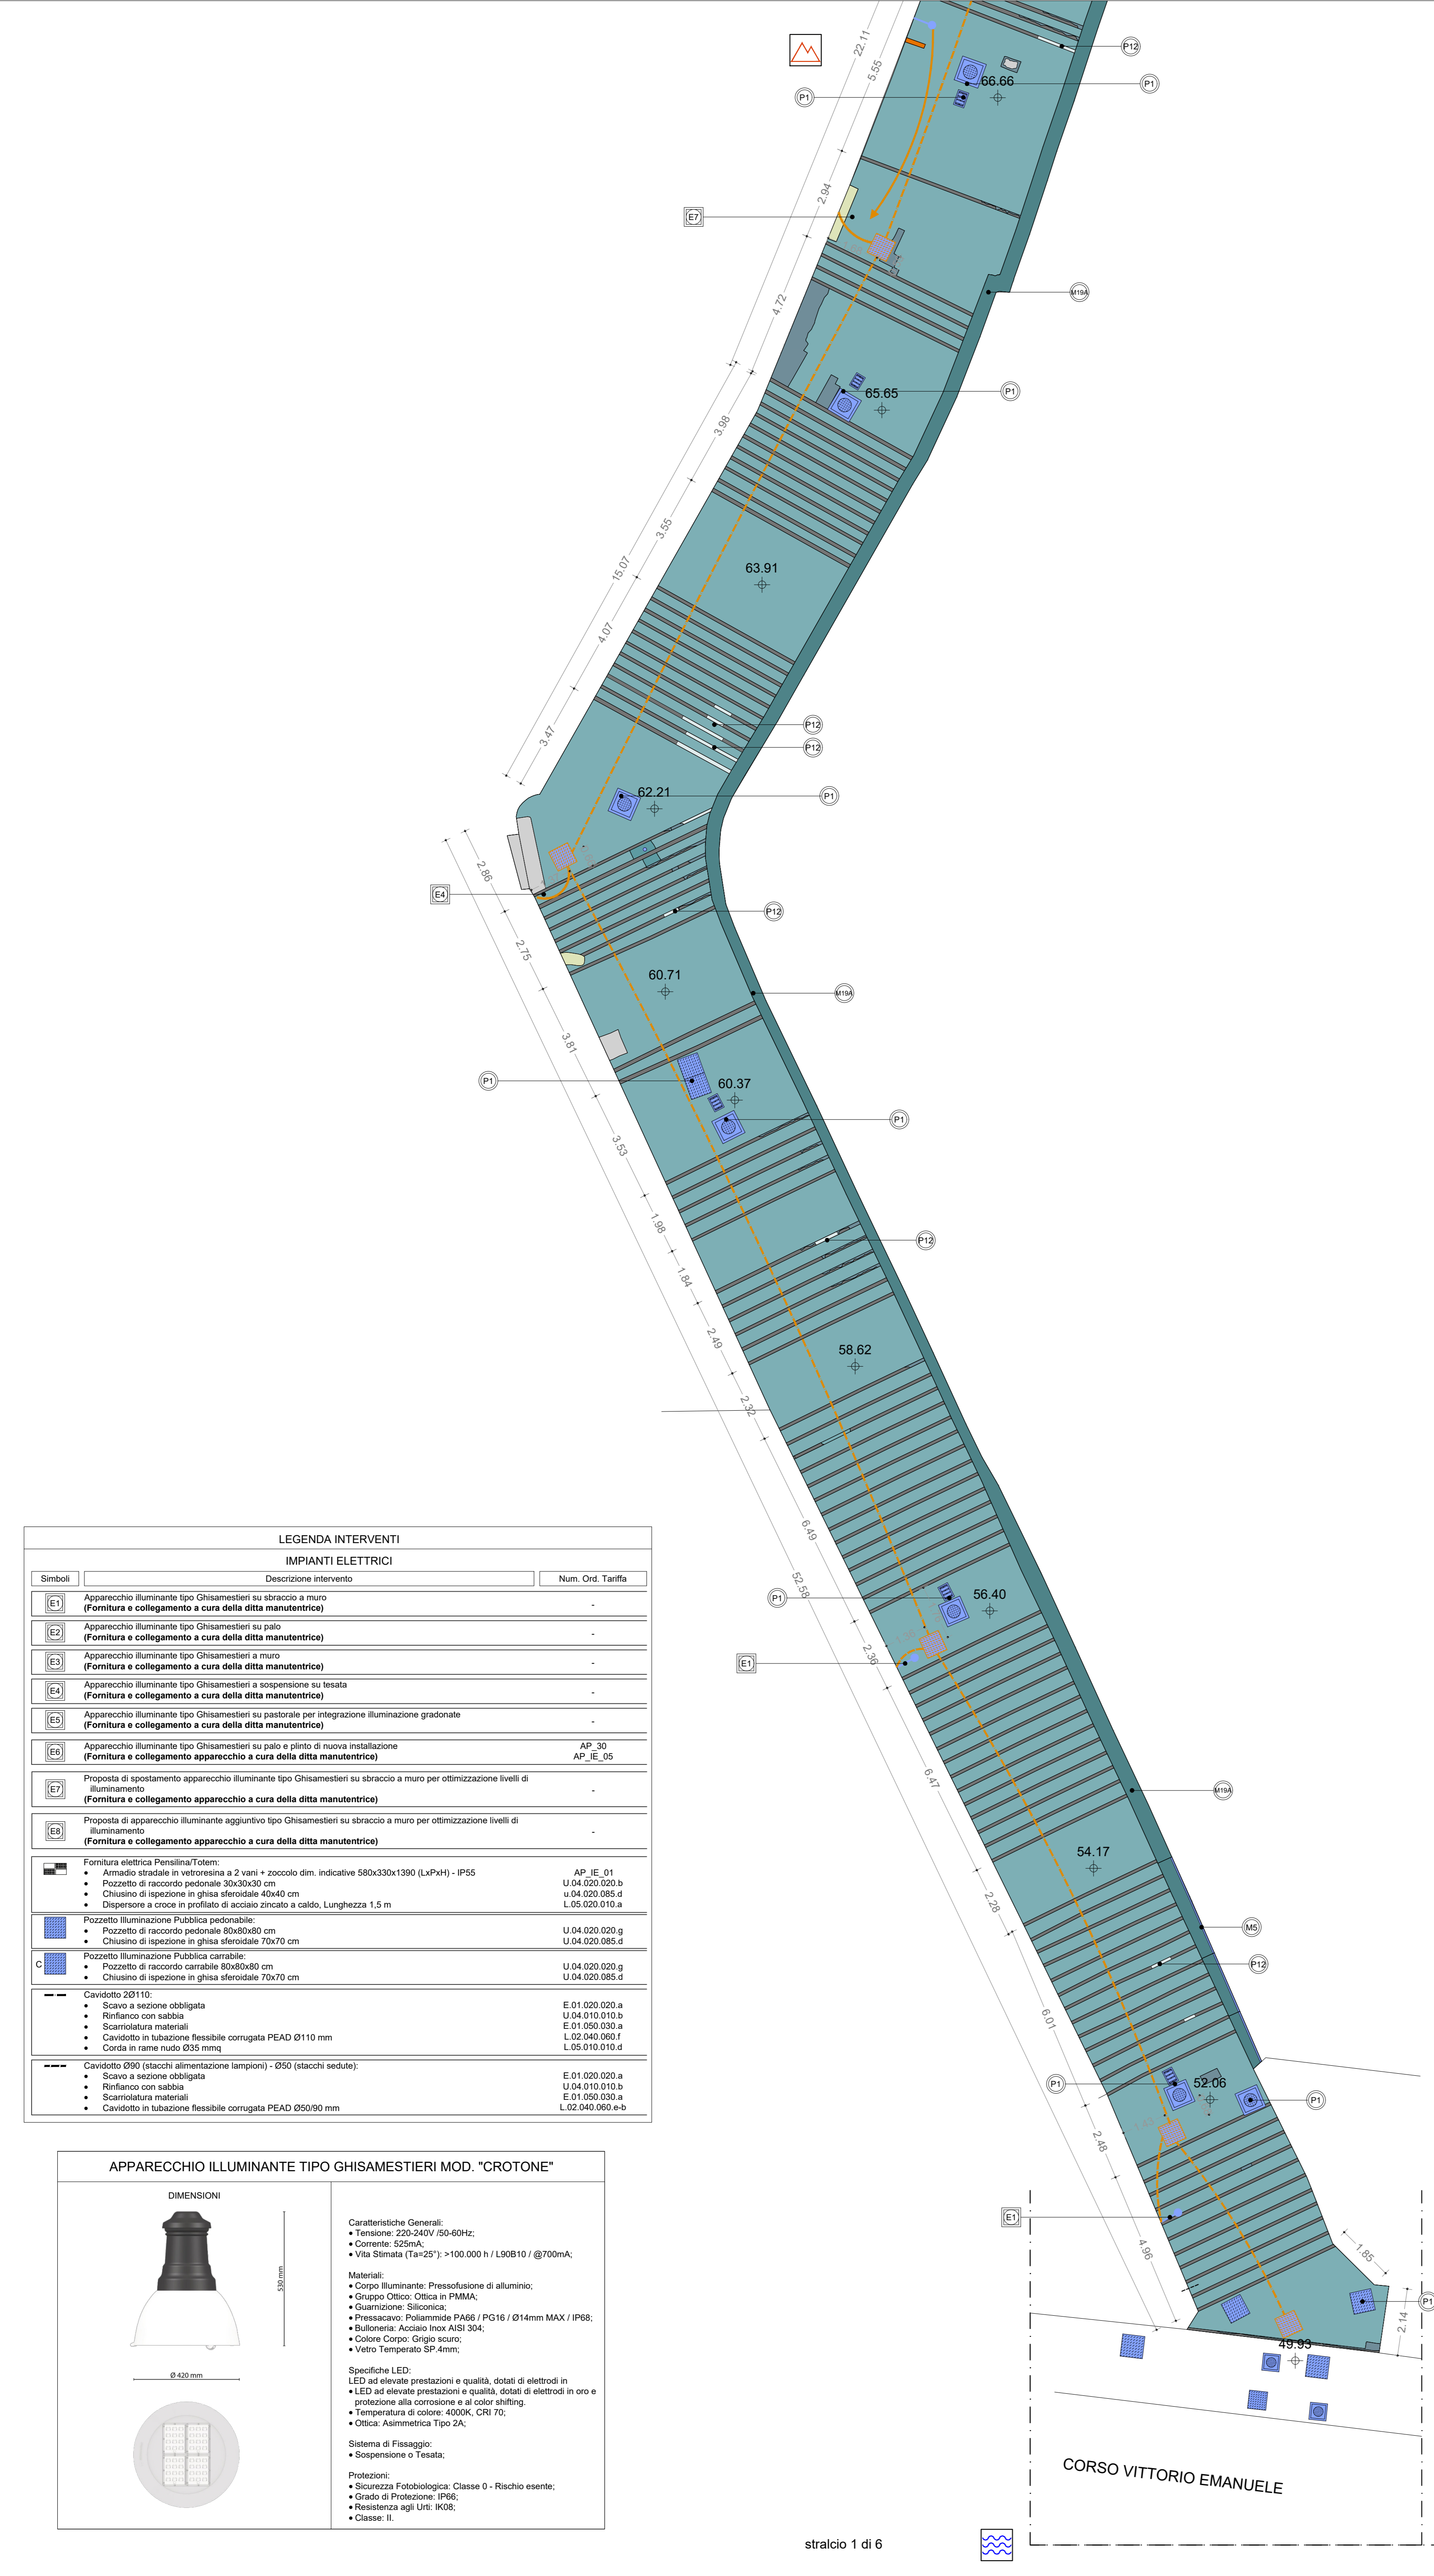 22.11
5.55
P12
66.66
P1
P1
2.94
E7
4.72
M19A
65.65
P1
3.98
3.55
15.07
63.91
4.07
P12
3.47
P12
62.21
P1
2.86
E4
P12
2.75
60.71
M19A
3.81
P1
60.37
P1
3.53
1.98
P12
1.84
2.49
58.62
2.32
6.49
52.58
P1
56.40
2.36
E1
6.47
M19A
54.17
2.28
M5
P12
6.01
P1
52.06
P1
1.43
2.48
E1
4.96
1.85
P1
2.14
49.93
CORSO VITTORIO EMANUELE
stralcio 1 di 6
LEGENDA INTERVENTI
IMPIANTI ELETTRICI
Simboli Descrizione intervento Num. Ord. Tariffa
E1 Apparecchio illuminante tipo Ghisamestieri su sbraccio a muro
(Fornitura e collegamento a cura della ditta manutentrice) -
E2 Apparecchio illuminante tipo Ghisamestieri su palo
(Fornitura e collegamento a cura della ditta manutentrice) -
E3 Apparecchio illuminante tipo Ghisamestieri a muro
(Fornitura e collegamento a cura della ditta manutentrice) -
E4 Apparecchio illuminante tipo Ghisamestieri a sospensione su tesata
(Fornitura e collegamento a cura della ditta manutentrice) -
E5 Apparecchio illuminante tipo Ghisamestieri su pastorale per integrazione illuminazione gradonate
(Fornitura e collegamento a cura della ditta manutentrice) -
E6 Apparecchio illuminante tipo Ghisamestieri su palo e plinto di nuova installazione AP_30
(Fornitura e collegamento apparecchio a cura della ditta manutentrice) AP_IE_05
E7 Proposta di spostamento apparecchio illuminante tipo Ghisamestieri su sbraccio a muro per ottimizzazione livelli di
illuminamento -
(Fornitura e collegamento apparecchio a cura della ditta manutentrice)
E8 Proposta di apparecchio illuminante aggiuntivo tipo Ghisamestieri su sbraccio a muro per ottimizzazione livelli di
illuminamento -
(Fornitura e collegamento apparecchio a cura della ditta manutentrice)
Fornitura elettrica Pensilina/Totem:
• Armadio stradale in vetroresina a 2 vani + zoccolo dim. indicative 580x330x1390 (LxPxH) - IP55 AP_IE_01
• Pozzetto di raccordo pedonale 30x30x30 cm U.04.020.020.b
• Chiusino di ispezione in ghisa sferoidale 40x40 cm u.04.020.085.d
• Dispersore a croce in profilato di acciaio zincato a caldo, Lunghezza 1,5 m L.05.020.010.a
Pozzetto Illuminazione Pubblica pedonabile:
• Pozzetto di raccordo pedonale 80x80x80 cm U.04.020.020.g
• Chiusino di ispezione in ghisa sferoidale 70x70 cm U.04.020.085.d
C Pozzetto Illuminazione Pubblica carrabile:
• Pozzetto di raccordo carrabile 80x80x80 cm U.04.020.020.g
• Chiusino di ispezione in ghisa sferoidale 70x70 cm U.04.020.085.d
Cavidotto 2Ø110:
• Scavo a sezione obbligata E.01.020.020.a
• Rinfianco con sabbia U.04.010.010.b
• Scarriolatura materiali E.01.050.030.a
• Cavidotto in tubazione flessibile corrugata PEAD Ø110 mm L.02.040.060.f
• Corda in rame nudo Ø35 mmq L.05.010.010.d
Cavidotto Ø90 (stacchi alimentazione lampioni) - Ø50 (stacchi sedute):
• Scavo a sezione obbligata E.01.020.020.a
• Rinfianco con sabbia U.04.010.010.b
• Scarriolatura materiali E.01.050.030.a
• Cavidotto in tubazione flessibile corrugata PEAD Ø50/90 mm L.02.040.060.e-b
APPARECCHIO ILLUMINANTE TIPO GHISAMESTIERI MOD. "CROTONE"
DIMENSIONI
530 mm
Ø 420 mm
Caratteristiche Generali:
• Tensione: 220-240V /50-60Hz;
• Corrente: 525mA;
• Vita Stimata (Ta=25°): >100.000 h / L90B10 / @700mA;
Materiali:
• Corpo Illuminante: Pressofusione di alluminio;
• Gruppo Ottico: Ottica in PMMA;
• Guarnizione: Siliconica;
• Pressacavo: Poliammide PA66 / PG16 / Ø14mm MAX / IP68;
• Bulloneria: Acciaio Inox AISI 304;
• Colore Corpo: Grigio scuro;
• Vetro Temperato SP.4mm;
Specifiche LED:
LED ad elevate prestazioni e qualità, dotati di elettrodi in
• LED ad elevate prestazioni e qualità, dotati di elettrodi in oro e
protezione alla corrosione e al color shifting.
• Temperatura di colore: 4000K, CRI 70;
• Ottica: Asimmetrica Tipo 2A;
Sistema di Fissaggio:
• Sospensione o Tesata;
Protezioni:
• Sicurezza Fotobiologica: Classe 0 - Rischio esente;
• Grado di Protezione: IP66;
• Resistenza agli Urti: IK08;
• Classe: II.